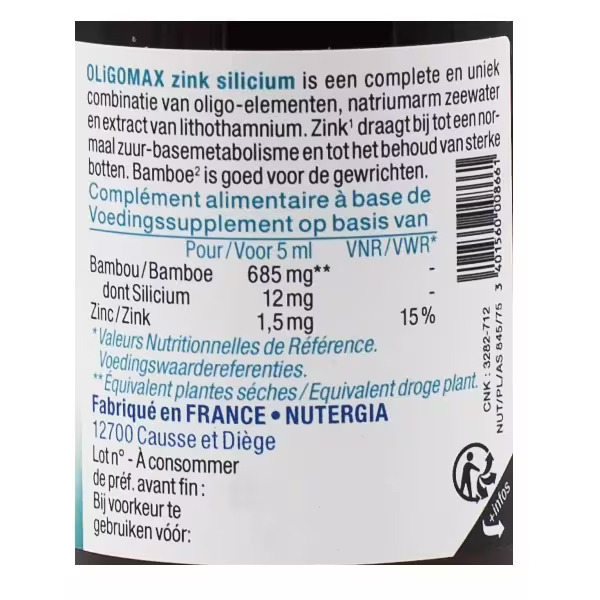 OLiGOMAX zink silicium is een complete en uniek
combinatie van oligo-elementen, natriumarm zeewater
en extract van lithothamnium. Zink¹ draagt bij tot een nor-
maal zuur-basemetabolisme en tot het behoud van sterke
botten. Bamboe² is goed voor de gewrichten.
Complément alimentaire à base de
Voedingssupplement op basis van
Pour/Voor 5 ml VNR/VWR*
Bambou/Bamboe 685 mg** -
dont Silicium 12 mg -
Zinc/Zink 1,5 mg 15 %
*Valeurs Nutritionnelles de Référence.
Voedingswaardereferenties.
**Équivalent plantes séches/Equivalent droge plant.
Fabriqué en FRANCE • NUTERGIA
12700 Causse et Diège
Lot n° - À consommer
de préf. avant fin :
Bij voorkeur te
gebruiken vóór:
3 401560 008661
CNK : 3282-712
NUT/PL/AS 845/75
+infos